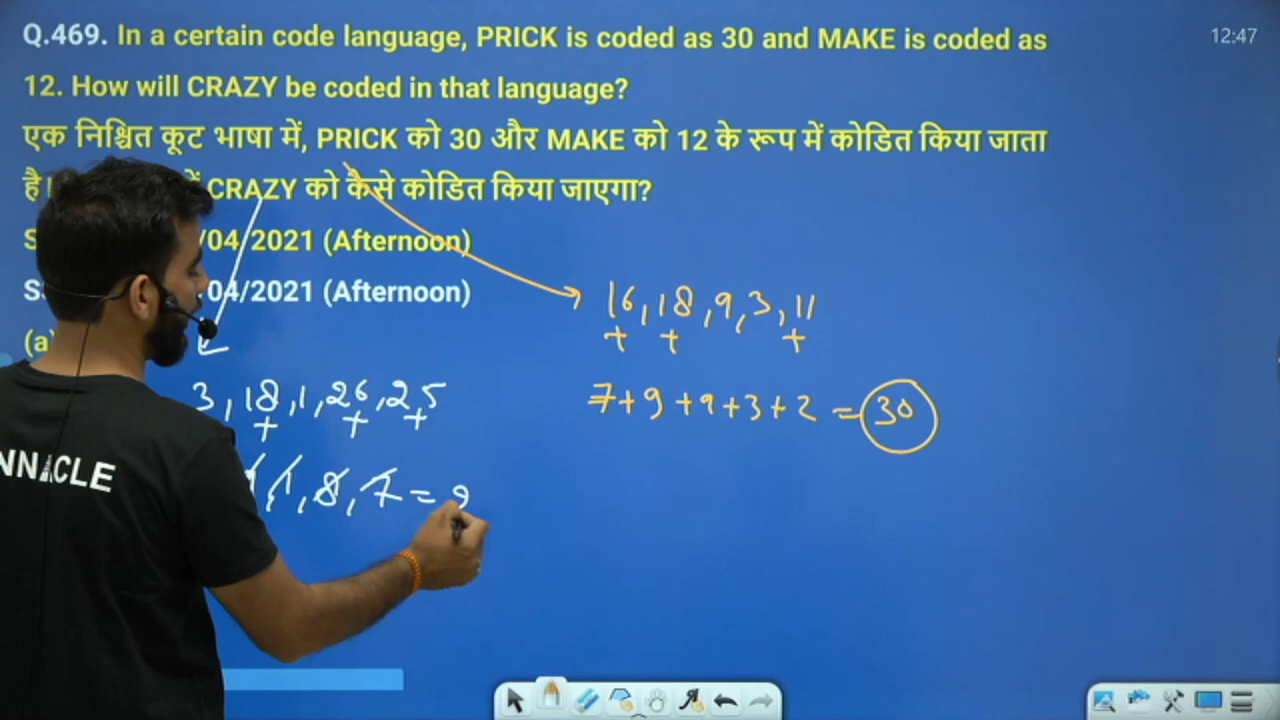 Q.469. In a certain code language, PRICK is coded as 30 and MAKE is coded as
12:47
12. How will CRAZY be coded in that language?
एक निश्चित कूट भाषा में, PRICK को 30 और MAKE को 12 के रूप में कोडित किया जाता
है। CRAZY को कैसे कोडित किया जाएगा?
/04/2021 (Afternoon)
04/2021 (Afternoon)
(a)
16, 18, 9, 3, 11
+ + +
7+9+9+3+2 = 30
3, 18, 1, 26, 25
+ + +
1, 8, 7 =
NNACLE